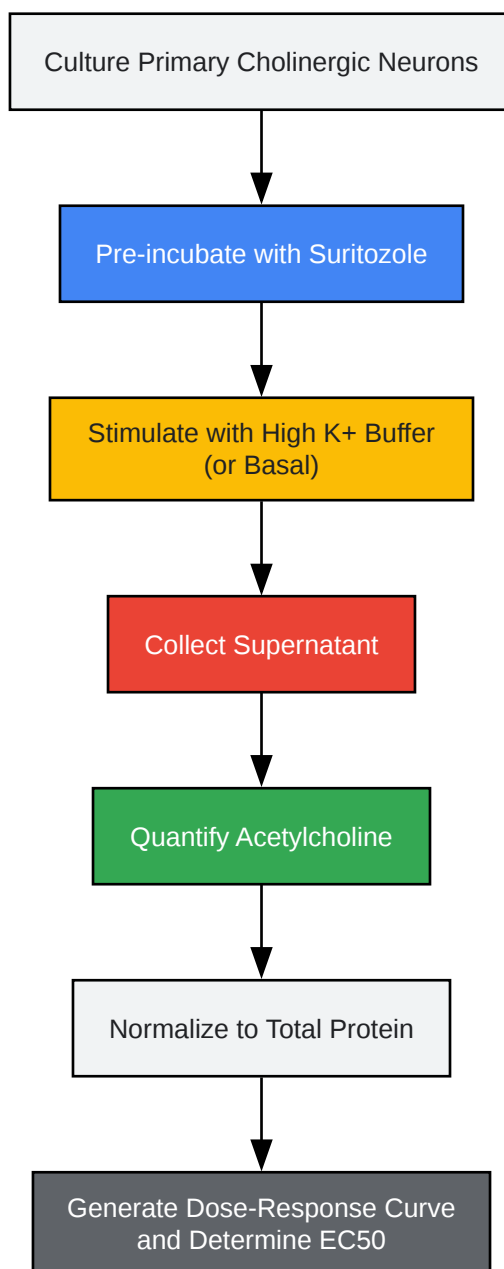 Culture Primary Cholinergic Neurons
Pre-incubate with Suritozole
Stimulate with High K+ Buffer
(or Basal)
Collect Supernatant
Quantify Acetylcholine
Normalize to Total Protein
Generate Dose-Response Curve
and Determine EC50